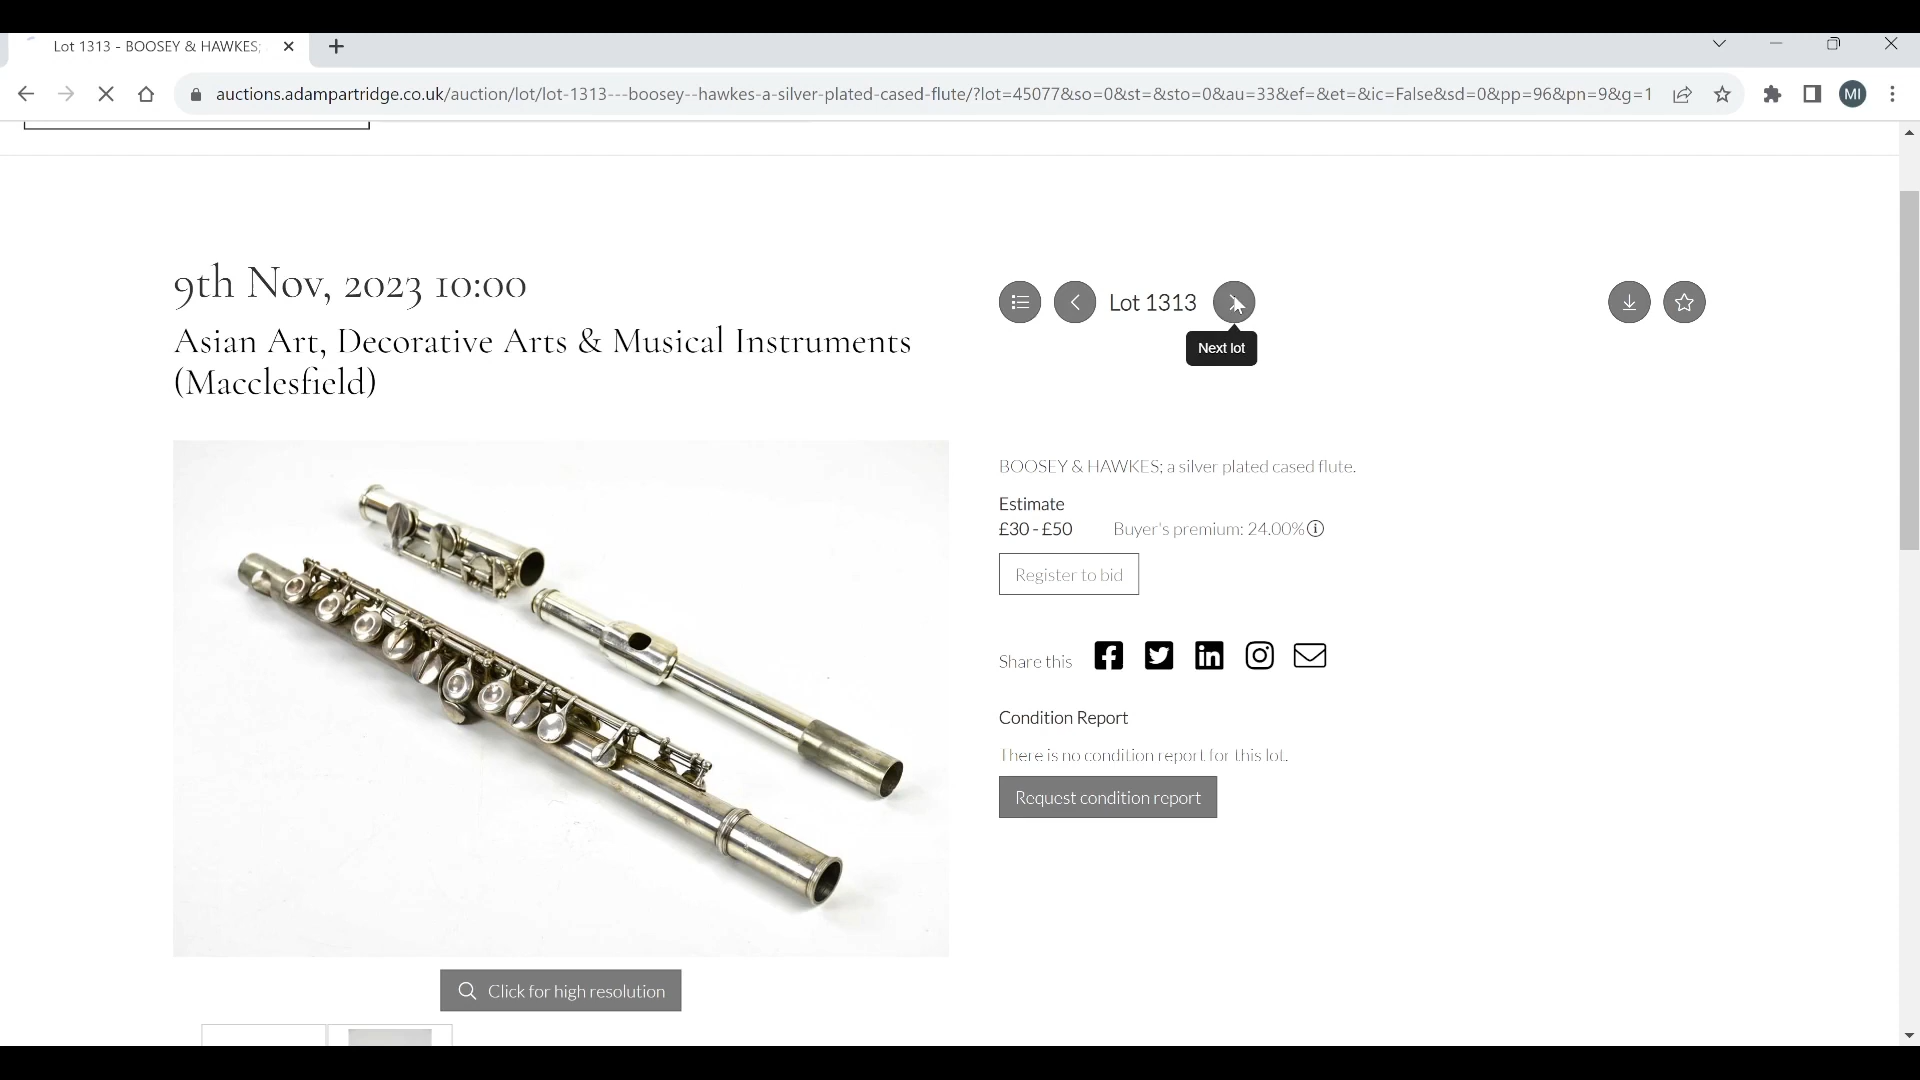 Lot 1313 - BOOSEY & HAWKES;
auctions.adampartridge.co.uk/auction/lot/lot-1313---boosey--hawkes-a-silver-plated-cased-flute/?lot=45077&so=0&st=&sto=0&au=33&ef=&et=&ic=False&sd=0&pp=96&pn=9&g=1
MI
9th Nov, 2023 10:00
Lot 1313
Next lot
Asian Art, Decorative Arts & Musical Instruments
(Macclesfield)
BOOSEY & HAWKES; a silver plated cased flute.
Estimate
£30 - £50 Buyer's premium: 24.00%
Register to bid
Share this
Condition Report
There is no condition report for this lot.
Request condition report
Click for high resolution